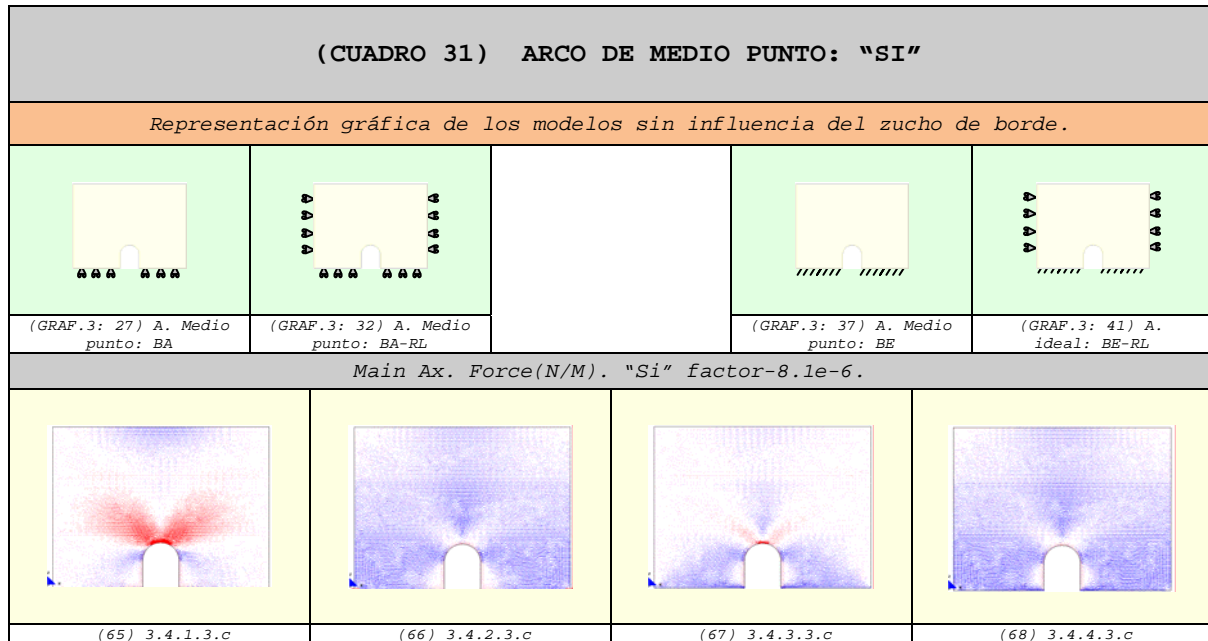 (CUADRO 31) ARCO DE MEDIO PUNTO: “SI”
Representación gráfica de los modelos sin influencia del zucho de borde.
(GRAF.3: 27) A. Medio
punto: BA
(GRAF.3: 32) A. Medio
punto: BA-RL
(GRAF.3: 37) A. Medio
punto: BE
(GRAF.3: 41) A.
ideal: BE-RL
Main Ax. Force(N/M). “Si” factor-8.1e-6.
(65) 3.4.1.3.c
(66) 3.4.2.3.c
(67) 3.4.3.3.c
(68) 3.4.4.3.c